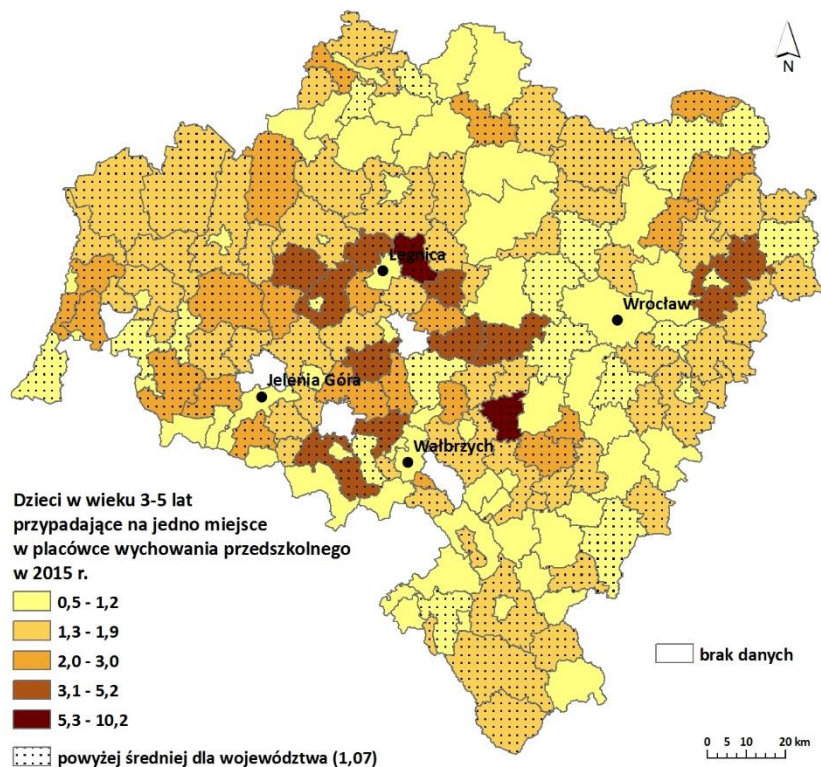 N
Legnica
Wrocław
Jelenia Góra
Wałbrzych
Dzieci w wieku 3-5 lat
przypadające na jedno miejsce
w placówce wychowania przedszkolnego
w 2015 r.
0,5 - 1,2
1,3 - 1,9
2,0 - 3,0
3,1 - 5,2
5,3 - 10,2
powyżej średniej dla województwa (1,07)
brak danych
0 5 10 20 km